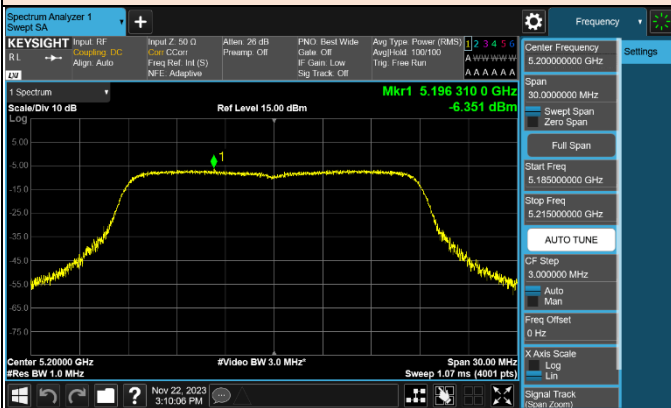 Spectrum Analyzer 1
Swept SA
+
Frequency
KEYSIGHT
RL
LXI
Input: RF
Coupling: DC
Align: Auto
Input Z: 50 Ω
Corr CCorr
Freq Ref: Int (S)
NFE: Adaptive
Atten: 26 dB
Preamp: Off
PNO: Best Wide
Gate: Off
IF Gain: Low
Sig Track: Off
Avg Type: Power (RMS)
Avg|Hold: 100/100
Trig: Free Run
1 2 3 4 5 6
A W W W W W
A A A A A A
1 Spectrum
Scale/Div 10 dB
Log
Ref Level 15.00 dBm
Mkr1 5.196 310 0 GHz
-6.351 dBm
5.00
-5.00
-15.0
-25.0
-35.0
-45.0
-55.0
-65.0
-75.0
1
Center 5.20000 GHz
#Res BW 1.0 MHz
#Video BW 3.0 MHz*
Span 30.00 MHz
Sweep 1.07 ms (4001 pts)
?
Nov 22, 2023
3:10:06 PM
Center Frequency
5.200000000 GHz
Span
30.0000000 MHz
Swept Span
Zero Span
Full Span
Start Freq
5.185000000 GHz
Stop Freq
5.215000000 GHz
AUTO TUNE
CF Step
3.000000 MHz
Auto
Man
Freq Offset
0 Hz
X Axis Scale
Log
Lin
Signal Track
(Span Zoom)
Settings